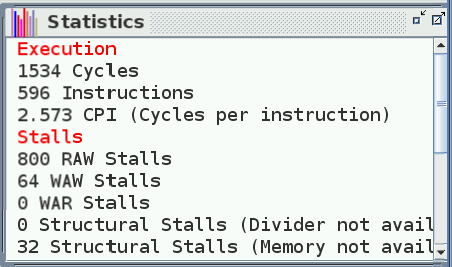 Statistics
Execution
1534 Cycles
596 Instructions
2.573 CPI (Cycles per instruction)
Stalls
800 RAW Stalls
64 WAW Stalls
0 WAR Stalls
0 Structural Stalls (Divider not avail
32 Structural Stalls (Memory not avail